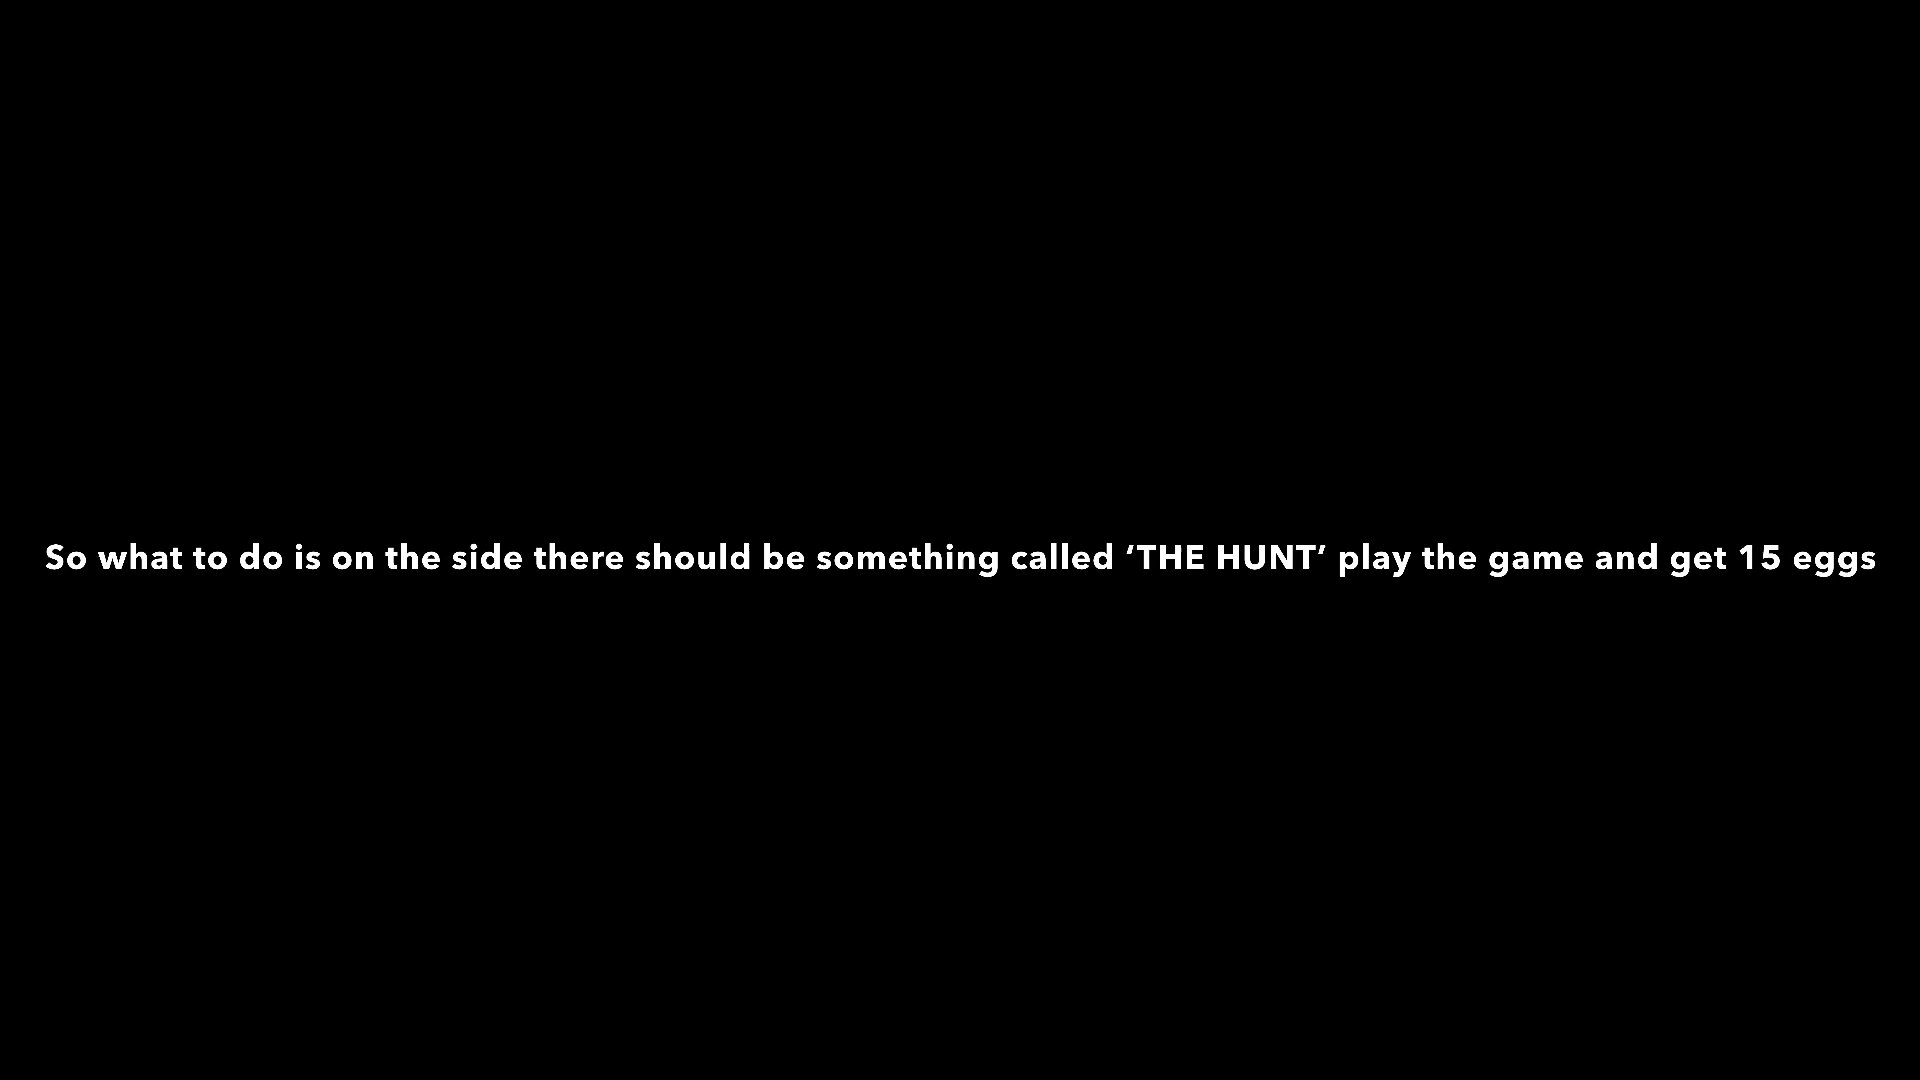 So what to do is on the side there should be something called ‘THE HUNT’ play the game and get 15 eggs